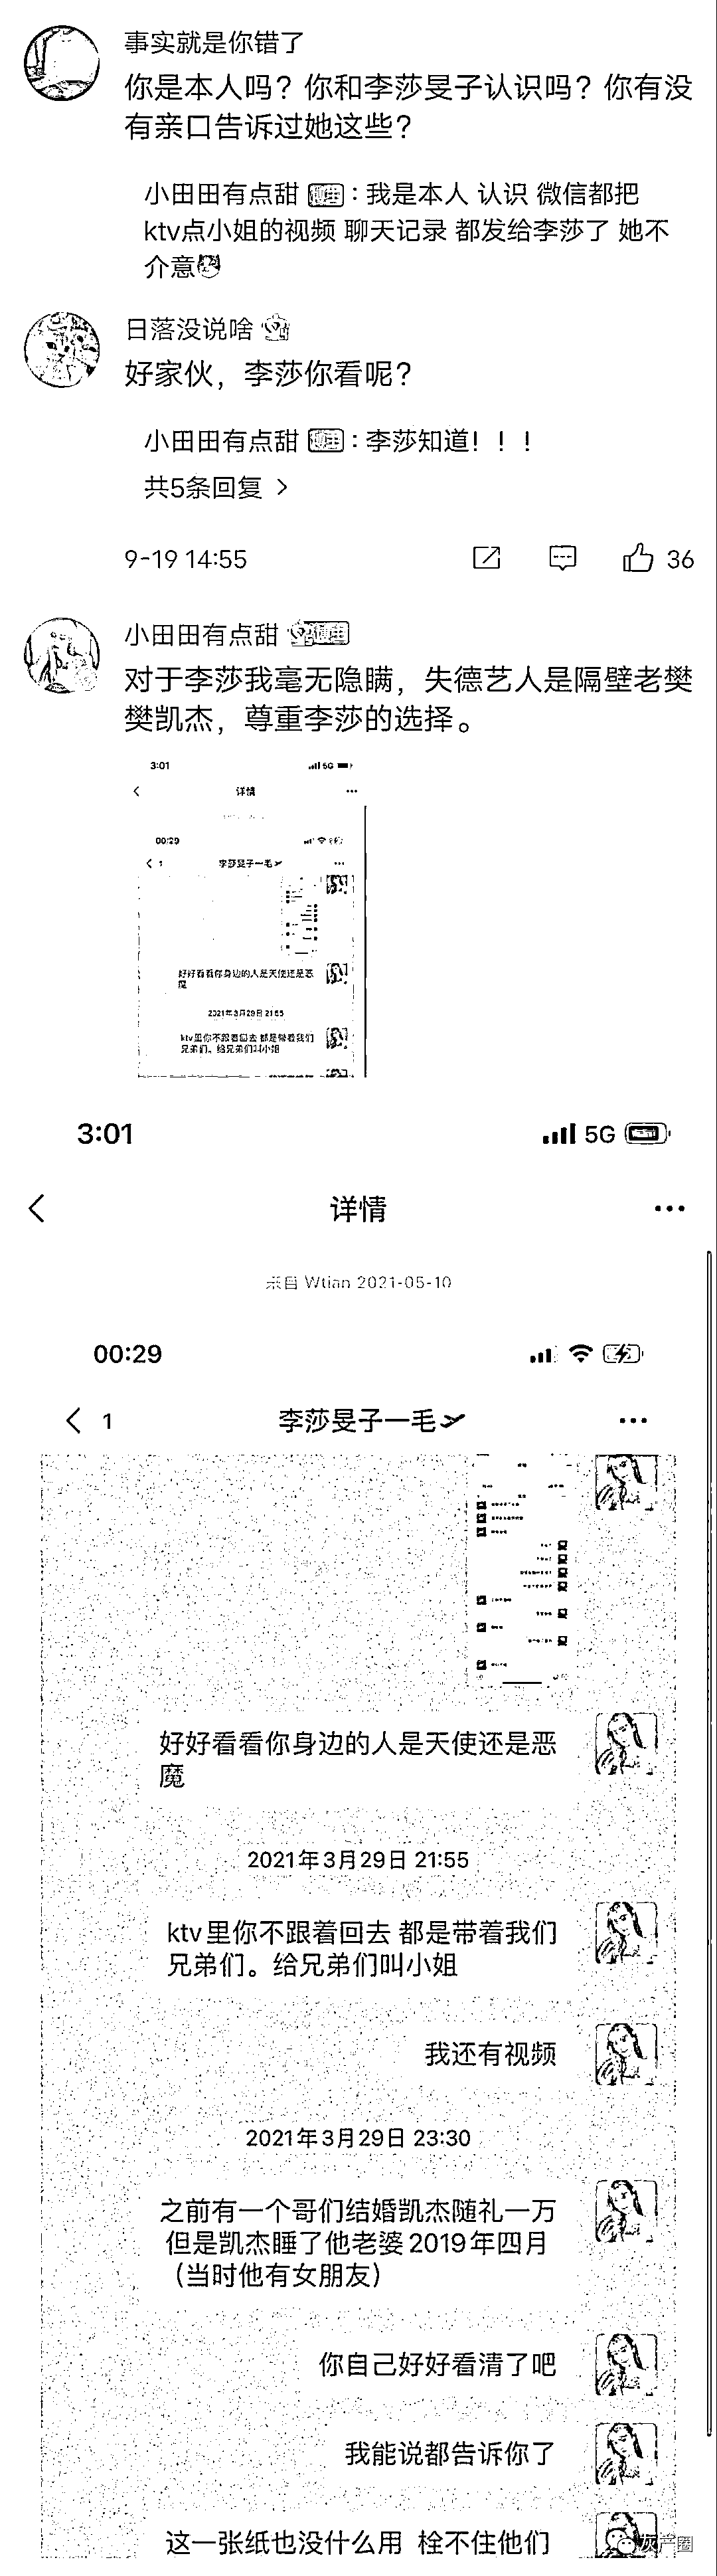 事实就是你错了
你是本人吗？你和李莎旻子认识吗？你有没
有亲口告诉过她这些？
小田田有点甜 博主：我是本人 认识 微信都把
ktv点小姐的视频 聊天记录 都发给李莎了 她不
介意
日落没说啥
好家伙，李莎你看呢？
小田田有点甜 博主：李莎知道！！！
共5条回复 >
9-19 14:55
36
小田田有点甜
对于李莎我毫无隐瞒，失德艺人是隔壁老樊
樊凯杰，尊重李莎的选择。
3:01
5G
详情
00:29
1
李莎旻子一毛
好好看看你身边的人是天使还是恶
魔
2021年3月29日 21:55
ktv里你不跟着回去 都是带着我们
兄弟们。给兄弟们叫小姐
3:01
5G
详情
来自 Wtian 2021-05-10
00:29
1
李莎旻子一毛
好好看看你身边的人是天使还是恶
魔
2021年3月29日 21:55
ktv里你不跟着回去 都是带着我们
兄弟们。给兄弟们叫小姐
我还有视频
2021年3月29日 23:30
之前有一个哥们结婚凯杰随礼一万
但是凯杰睡了他老婆2019年四月
（当时他有女朋友）
你自己好好看清了吧
我能说都告诉你了
这一张纸也没什么用 栓不住他们
灰产圈